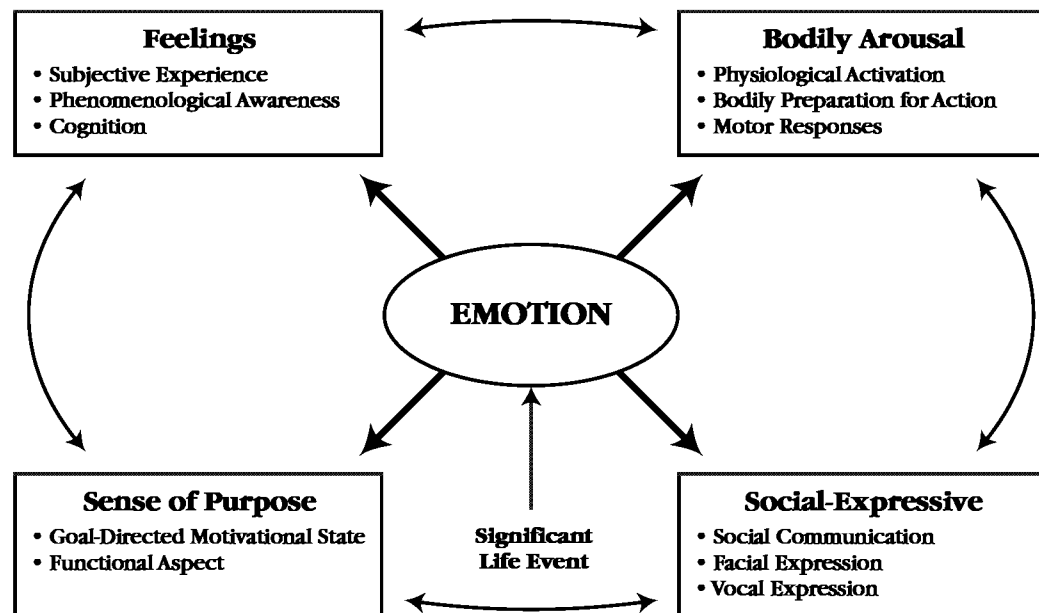 Feelings
• Subjective Experience
• Phenomenological Awareness
• Cognition
Bodily Arousal
• Physiological Activation
• Bodily Preparation for Action
• Motor Responses
EMOTION
Sense of Purpose
• Goal-Directed Motivational State
• Functional Aspect
Significant
Life Event
Social-Expressive
• Social Communication
• Facial Expression
• Vocal Expression